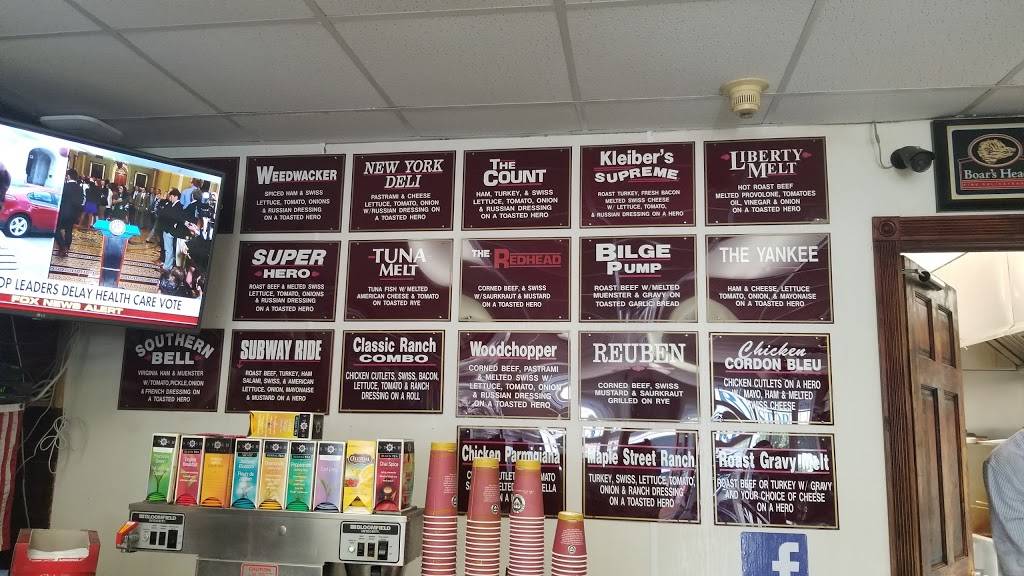 OP LEADERS DELAY HEALTH CARE VOTE
FOX NEWS ALERT
WEEDWACKER
SPICED HAM & SWISS
LETTUCE, TOMATO, ONIONS
& RUSSIAN DRESSING
ON A TOASTED HERO
NEW YORK
DELI
PASTRAMI & CHEESE
LETTUCE, TOMATO, ONION
W/RUSSIAN DRESSING
ON A TOASTED HERO
THE
COUNT
HAM, TURKEY, & SWISS
LETTUCE, TOMATO, ONION
& RUSSIAN DRESSING
ON A TOASTED HERO
Kleiber's
SUPREME
ROAST TURKEY, FRESH BACON
MELTED SWISS CHEESE
W/ LETTUCE, TOMATO,
& RUSSIAN DRESSING
ON A TOASTED HERO
LIBERTY
MELT
HOT ROAST BEEF
MELTED PROVOLONE, TOMATOES
OIL, VINEGAR & ONION
ON A TOASTED HERO
Boar's Hea
SUPER
HERO
ROAST BEEF & MELTED SWISS
LETTUCE, TOMATO, ONIONS
& RUSSIAN DRESSING
ON A TOASTED HERO
TUNA
MELT
TUNA FISH W/ MELTED
AMERICAN CHEESE & TOMATO
ON TOASTED RYE
THE REDHEAD
CORNED BEEF, & SWISS
W/SAURKRAUT & MUSTARD
ON A TOASTED HERO
BILGE
PUMP
ROAST BEEF W/ MELTED
MUENSTER & GRAVY ON
TOASTED GARLIC BREAD
THE YANKEE
HAM & CHEESE, LETTUCE
TOMATO, ONION, & MAYONAISE
ON A TOASTED HERO
SOUTHERN
BELL
VIRGINIA HAM & MUENSTER
W/TOMATO,PICKLE,ONION
& FRENCH DRESSING ON
A TOASTED HERO
SUBWAY RIDE
ROAST BEEF, TURKEY, HAM
SALAMI, SWISS, & AMERICAN
LETTUCE, ONION, MAYONAISE
& MUSTARD ON A HERO
Classic Ranch
COMBO
CHICKEN CUTLETS, SWISS, BACON,
LETTUCE, TOMATO & RANCH
DRESSING ON A ROLL
Woodchopper
CORNED BEEF, PASTRAMI
& MELTED SWISS W/
LETTUCE, TOMATO, ONION
& RUSSIAN DRESSING
ON A TOASTED HERO
REUBEN
CORNED BEEF, SWISS
MUSTARD & SAURKRAUT
GRILLED ON RYE
Chicken
CORDON BLEU
CHICKEN CUTLETS ON A HERO
MAYO, HAM & MELTED
SWISS CHEESE
Chicken Parmigiana
Maple Street Ranch
TURKEY, SWISS, LETTUCE, TOMATO,
ONION & RANCH DRESSING
ON A TOASTED HERO
Roast Gravy Melt
ROAST BEEF OR TURKEY W/ GRAVY
AND YOUR CHOICE OF CHEESE
ON A TOASTED HERO
BLOOMFIELD
BLOOMFIELD
CAUTION
f